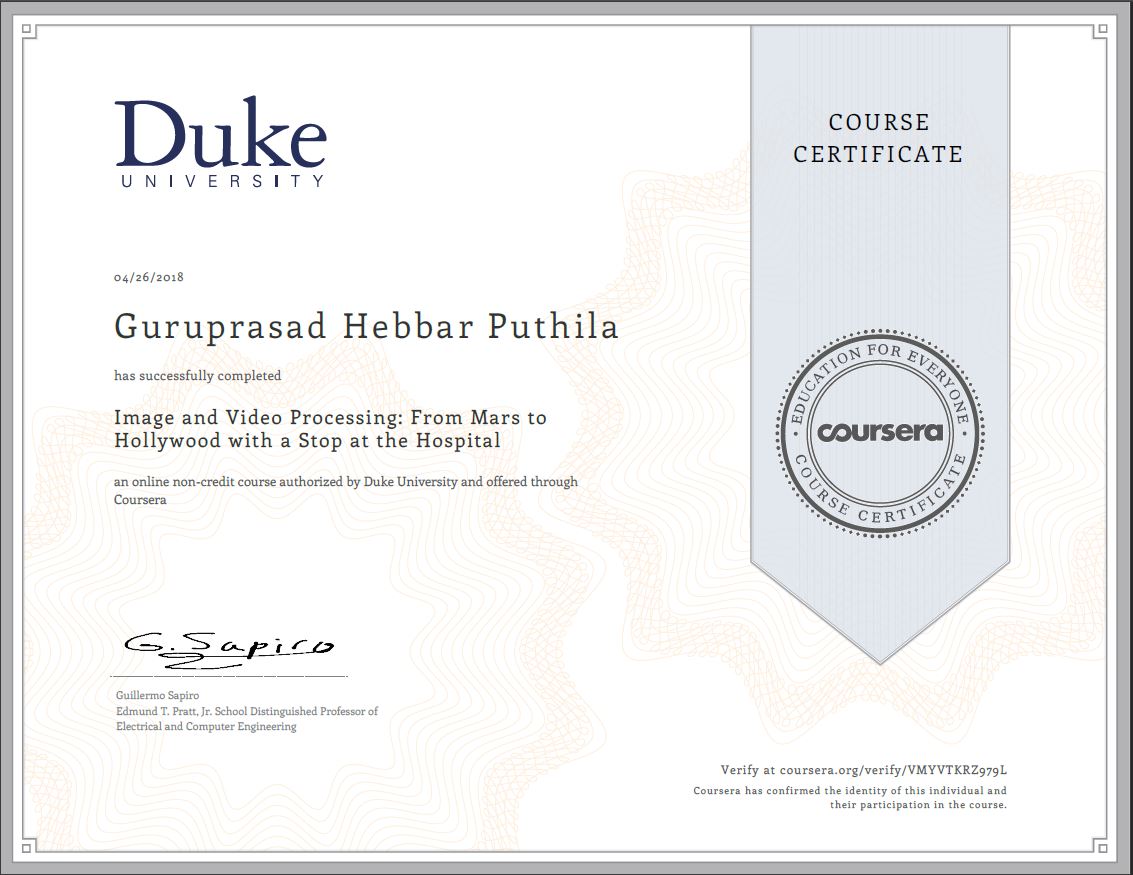 Duke
UNIVERSITY
COURSE
CERTIFICATE
04/26/2018
Guruprasad Hebbar Puthila
has successfully completed
Image and Video Processing: From Mars to
Hollywood with a Stop at the Hospital
an online non-credit course authorized by Duke University and offered through
Coursera
EDUCATION FOR EVERYONE
coursera
COURSE CERTIFICATE
G. Sapiro
Guillermo Sapiro
Edmund T. Pratt, Jr. School Distinguished Professor of
Electrical and Computer Engineering
Verify at coursera.org/verify/VMYVTKRZ979L
Coursera has confirmed the identity of this individual and
their participation in the course.